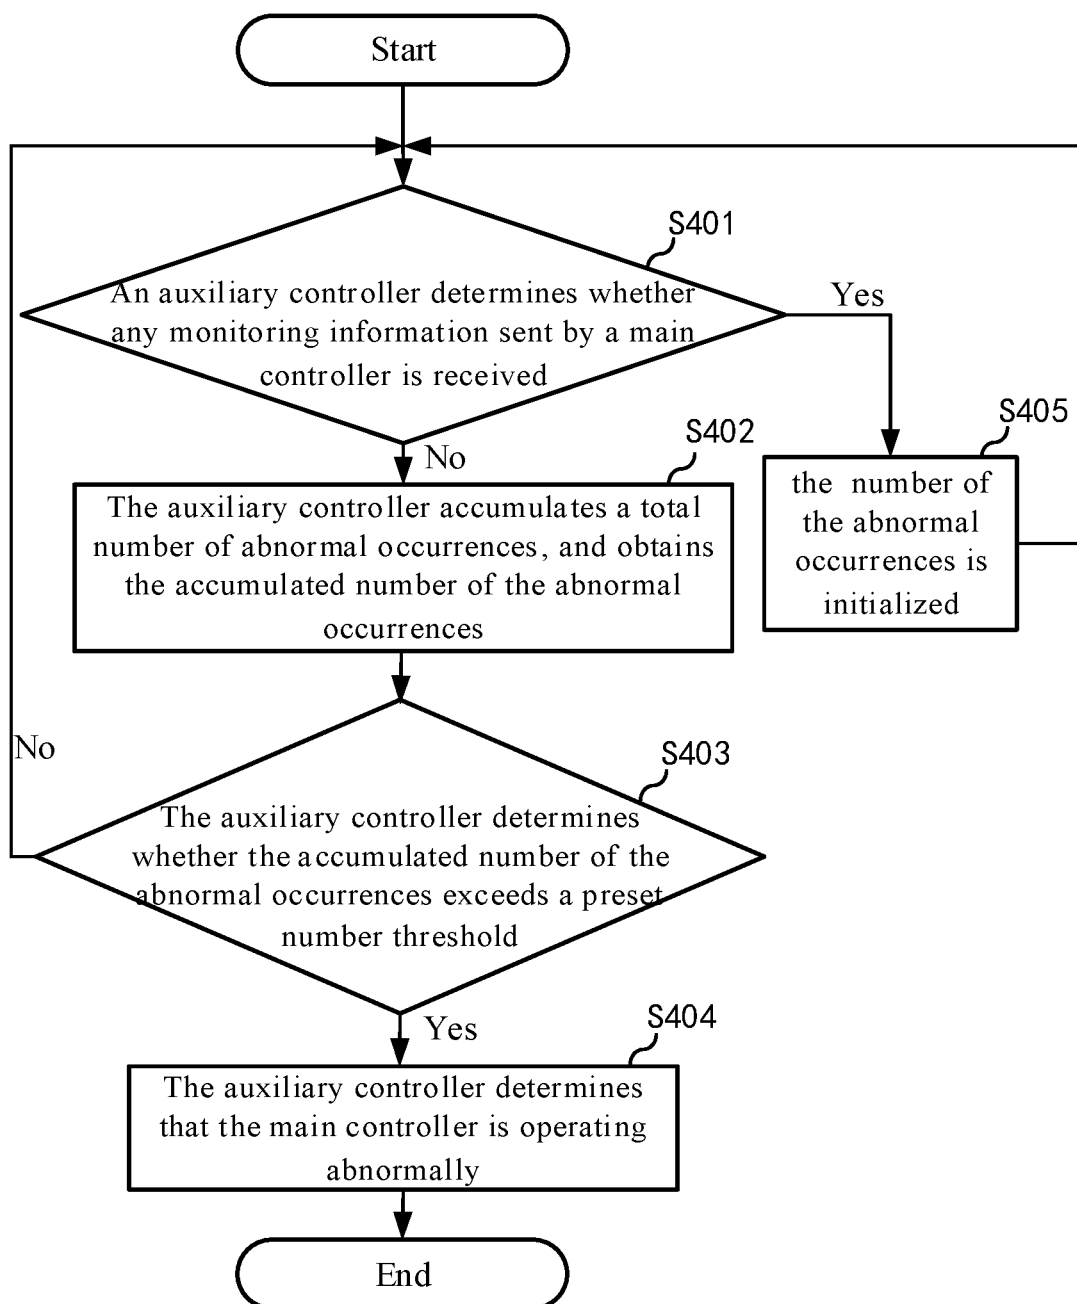 Start
S401
An auxiliary controller determines whether
any monitoring information sent by a main
controller is received
Yes
No
S402
The auxiliary controller accumulates a total
number of abnormal occurrences, and obtains
the accumulated number of the abnormal
occurrences
S405
the number of
the abnormal
occurrences is
initialized
No
S403
The auxiliary controller determines
whether the accumulated number of the
abnormal occurrences exceeds a preset
number threshold
Yes
S404
The auxiliary controller determines
that the main controller is operating
abnormally
End